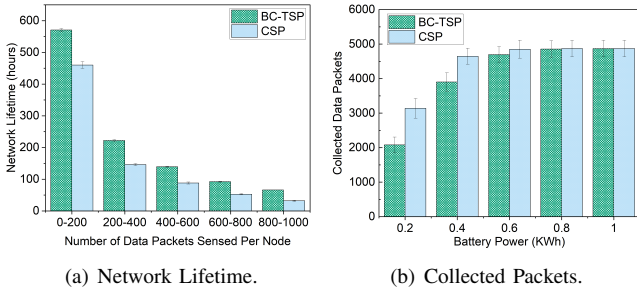 BC-TSP
CSP
Network Lifetime (hours)
600
500
400
300
200
100
0
0-200 200-400 400-600 600-800 800-1000
Number of Data Packets Sensed Per Node
(a) Network Lifetime.
BC-TSP
CSP
Collected Data Packets
6000
5000
4000
3000
2000
1000
0
0.2 0.4 0.6 0.8 1
Battery Power (KWh)
(b) Collected Packets.